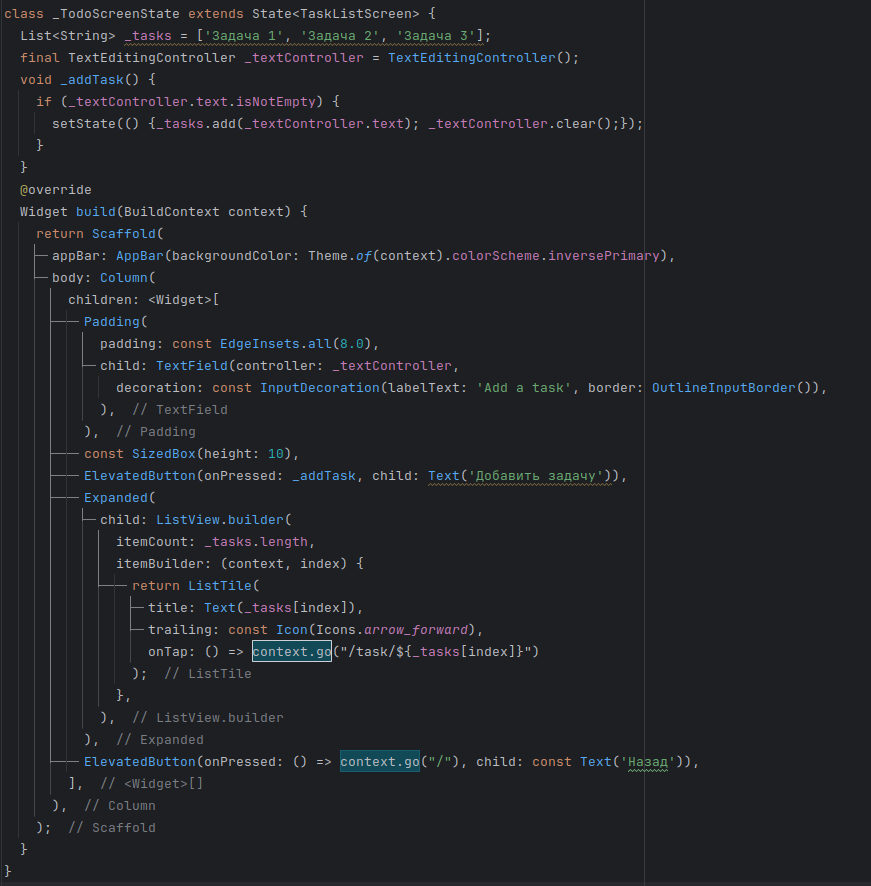 class _TodoScreenState extends State<TaskListScreen> {
  List<String> _tasks = ['Задача 1', 'Задача 2', 'Задача 3'];
  final TextEditingController _textController = TextEditingController();
  void _addTask() {
    if (_textController.text.isNotEmpty) {
      setState(() {_tasks.add(_textController.text); _textController.clear();});
    }
  }
  @override
  Widget build(BuildContext context) {
    return Scaffold(
      appBar: AppBar(backgroundColor: Theme.of(context).colorScheme.inversePrimary),
      body: Column(
        children: <Widget>[
          Padding(
            padding: const EdgeInsets.all(8.0),
            child: TextField(controller: _textController,
              decoration: const InputDecoration(labelText: 'Add a task', border: OutlineInputBorder()),
            ),  // TextField
          ),  // Padding
          const SizedBox(height: 10),
          ElevatedButton(onPressed: _addTask, child: Text('Добавить задачу')),
          Expanded(
            child: ListView.builder(
              itemCount: _tasks.length,
              itemBuilder: (context, index) {
                return ListTile(
                  title: Text(_tasks[index]),
                  trailing: const Icon(Icons.arrow_forward),
                  onTap: () => context.go("/task/${_tasks[index]}")
                );  // ListTile
              },
            ),  // ListView.builder
          ),  // Expanded
          ElevatedButton(onPressed: () => context.go("/"), child: const Text('Назад')),
        ],  // <Widget>[]
      ),  // Column
    );  // Scaffold
  }
}